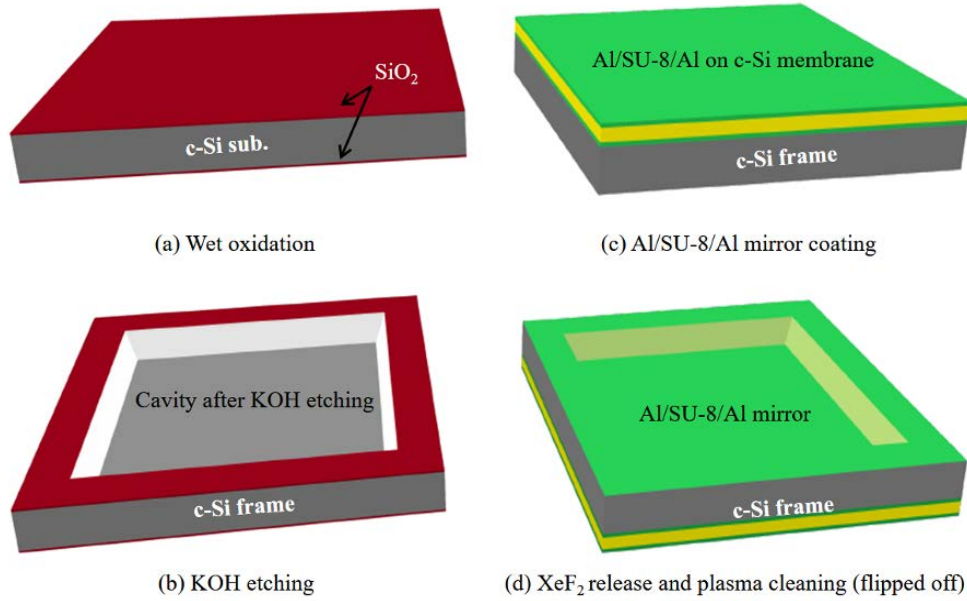 SiO₂
c-Si sub.
(a) Wet oxidation
Cavity after KOH etching
c-Si frame
(b) KOH etching
Al/SU-8/Al on c-Si membrane
c-Si frame
(c) Al/SU-8/Al mirror coating
Al/SU-8/Al mirror
c-Si frame
(d) XeF₂ release and plasma cleaning (flipped off)